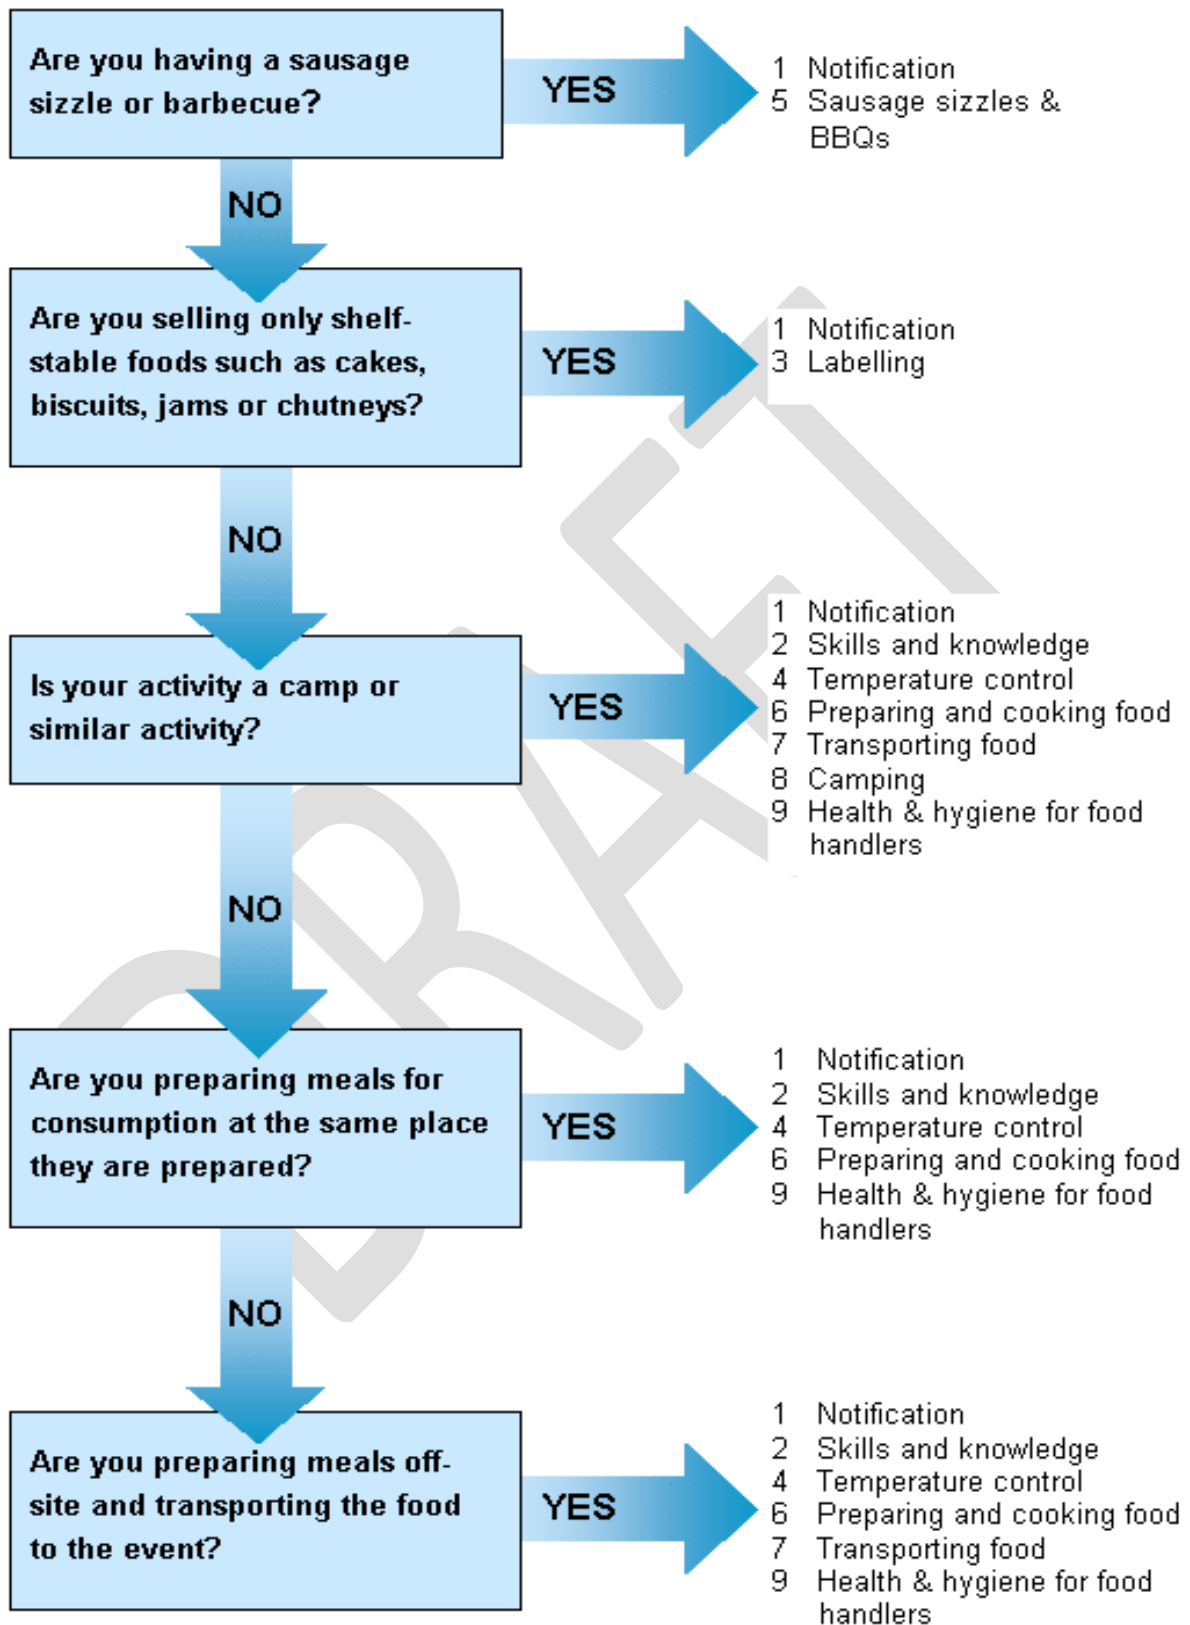 Are you having a sausage
sizzle or barbecue?
YES
1 Notification
5 Sausage sizzles &
BBQs
NO
Are you selling only shelf-
stable foods such as cakes,
biscuits, jams or chutneys?
YES
1 Notification
3 Labelling
NO
Is your activity a camp or
similar activity?
YES
1 Notification
2 Skills and knowledge
4 Temperature control
6 Preparing and cooking food
7 Transporting food
8 Camping
9 Health & hygiene for food
handlers
NO
Are you preparing meals for
consumption at the same place
they are prepared?
YES
1 Notification
2 Skills and knowledge
4 Temperature control
6 Preparing and cooking food
9 Health & hygiene for food
handlers
NO
Are you preparing meals off-
site and transporting the food
to the event?
YES
1 Notification
2 Skills and knowledge
4 Temperature control
6 Preparing and cooking food
7 Transporting food
9 Health & hygiene for food
handlers
DRAFT